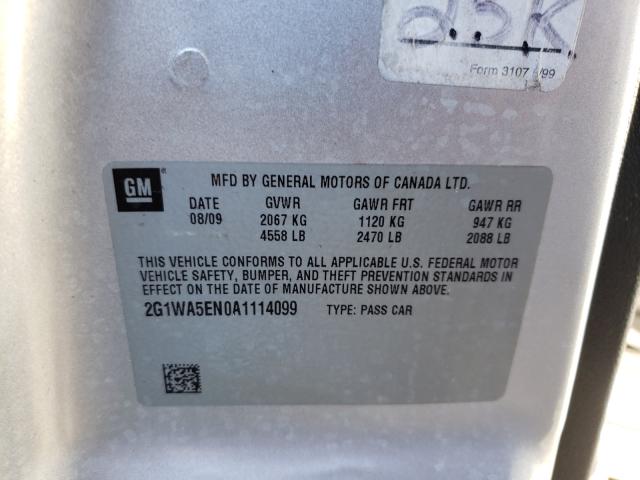 Form 3107
GM
MFD BY GENERAL MOTORS OF CANADA LTD.
DATE GVWR GAWR FRT GAWR RR
08/09 2067 KG 1120 KG 947 KG
4558 LB 2470 LB 2088 LB
THIS VEHICLE CONFORMS TO ALL APPLICABLE U.S. FEDERAL MOTOR
VEHICLE SAFETY, BUMPER, AND THEFT PREVENTION STANDARDS IN
EFFECT ON THE DATE OF MANUFACTURE SHOWN ABOVE.
2G1WA5EN0A1114099 TYPE: PASS CAR